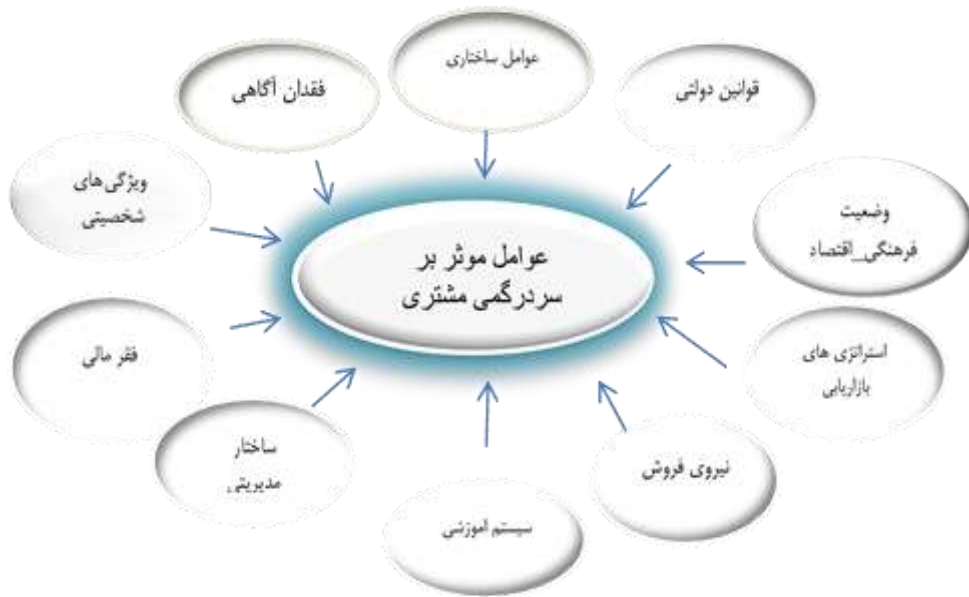 عوامل ساختاری
قوانین دولتی
فقدان آگاهی
ویژگی‌های
شخصیتی
وضعیت
فرهنگی_اقتصاد
عوامل موثر بر
سردرگمی مشتری
استراتژی های
بازاریابی
فقر مالی
ساختار
مدیریتی
نیروی فروش
سیستم آموزشی